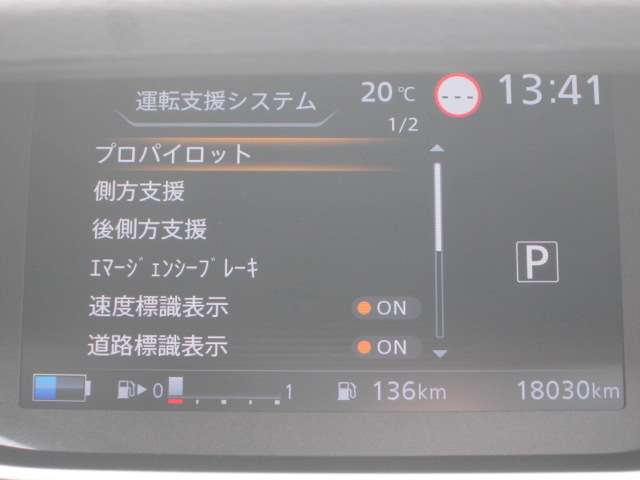 運転支援システム 20℃ --- 13:41
1/2
プロパイロット
側方支援
後側方支援
ｴﾏｰｼﾞｪﾝｼｰﾌﾞﾚｰｷ
P
速度標識表示 ON
道路標識表示 ON
0 1 136km 18030km